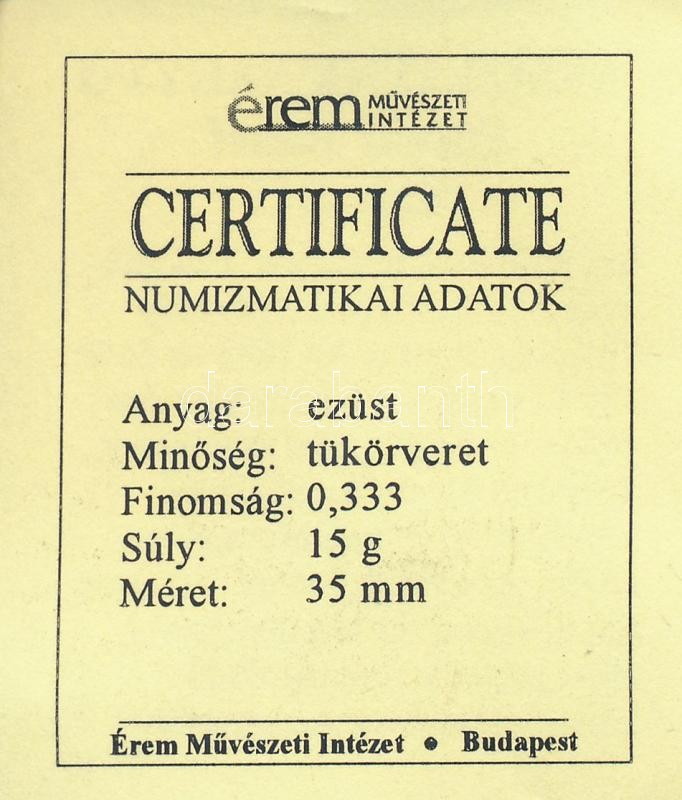 érem MŰVÉSZETI
INTÉZET
CERTIFICATE
NUMIZMATIKAI ADATOK
Anyag: ezüst
darabanth
Minőség: tükörveret
Finomság: 0,333
Súly: 15 g
Méret: 35 mm
Érem Művészeti Intézet • Budapest